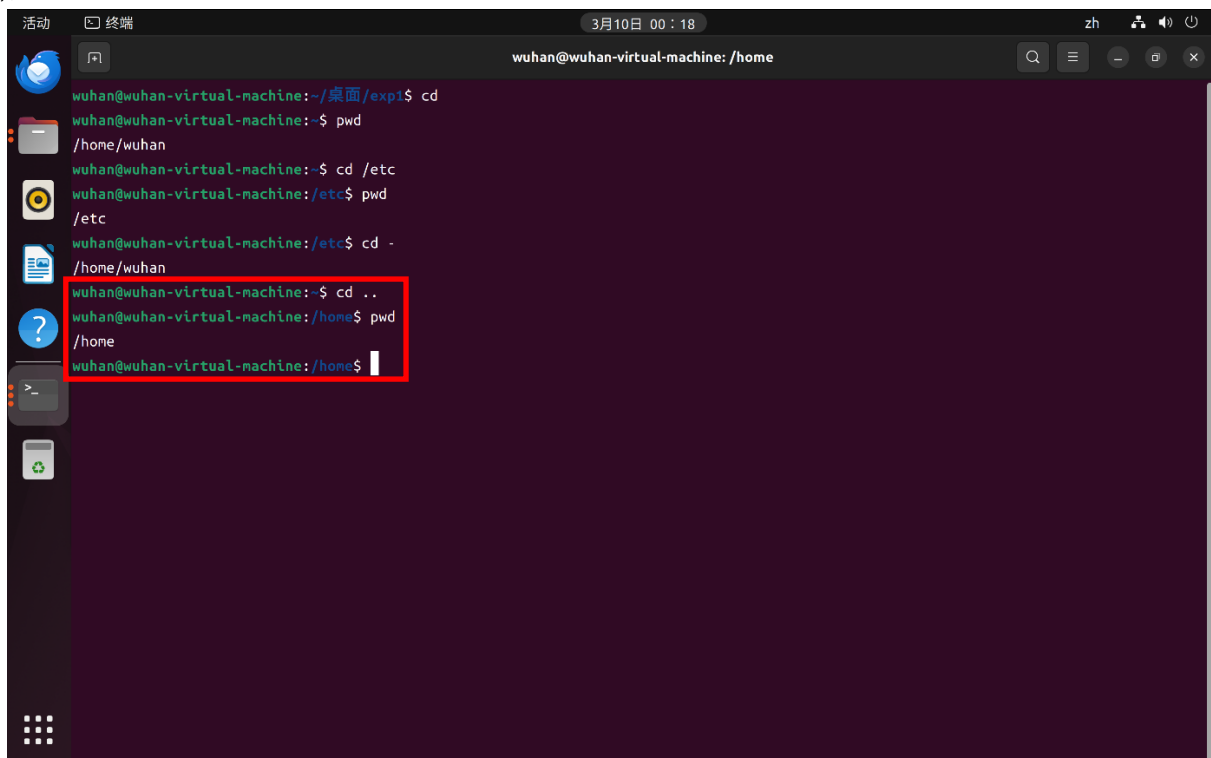 活动 终端 3月10日 00：18 zh
wuhan@wuhan-virtual-machine: /home
wuhan@wuhan-virtual-machine:~/桌面/exp1$ cd
wuhan@wuhan-virtual-machine:~$ pwd
/home/wuhan
wuhan@wuhan-virtual-machine:~$ cd /etc
wuhan@wuhan-virtual-machine:/etc$ pwd
/etc
wuhan@wuhan-virtual-machine:/etc$ cd -
/home/wuhan
wuhan@wuhan-virtual-machine:~$ cd ..
wuhan@wuhan-virtual-machine:/home$ pwd
/home
wuhan@wuhan-virtual-machine:/home$